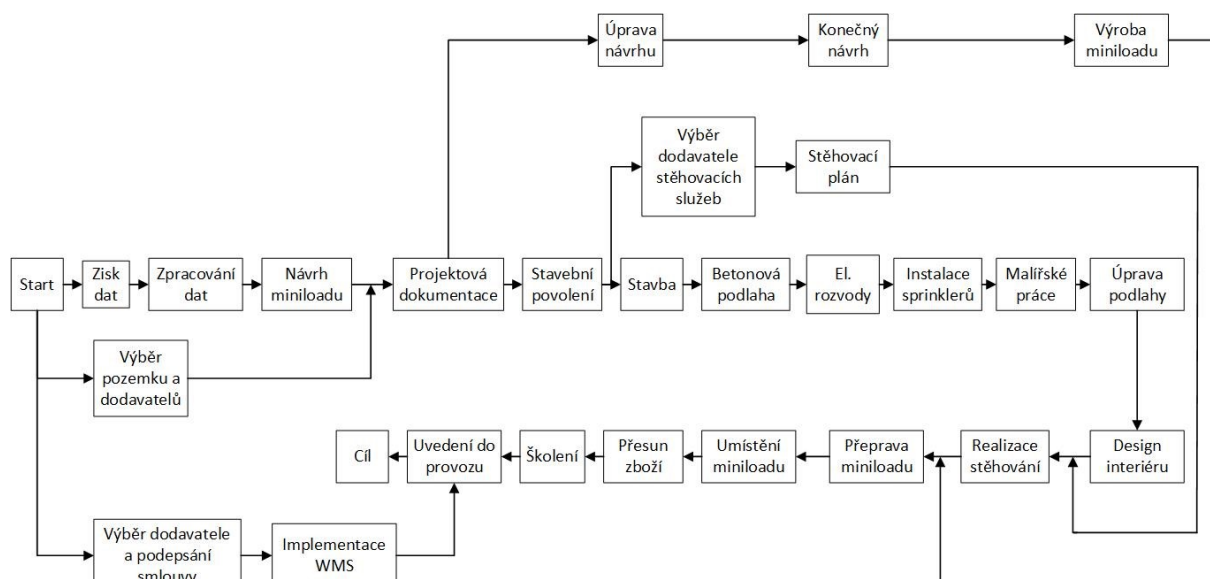 Úprava
návrhu
Konečný
návrh
Výroba
miniloadu
Výběr
dodavatele
stěhovacích
služeb
Stěhovací
plán
Start
Zisk
dat
Zpracování
dat
Návrh
miniloadu
Projektová
dokumentace
Stavební
povolení
Stavba
Betonová
podlaha
El.
rozvody
Instalace
sprinklerů
Malířské
práce
Úprava
podlahy
Výběr
pozemku a
dodavatelů
Cíl
Uvedení do
provozu
Školení
Přesun
zboží
Umístění
miniloadu
Přeprava
miniloadu
Realizace
stěhování
Design
interiéru
Výběr dodavatele
a podepsání
smlouvy
Implementace
WMS